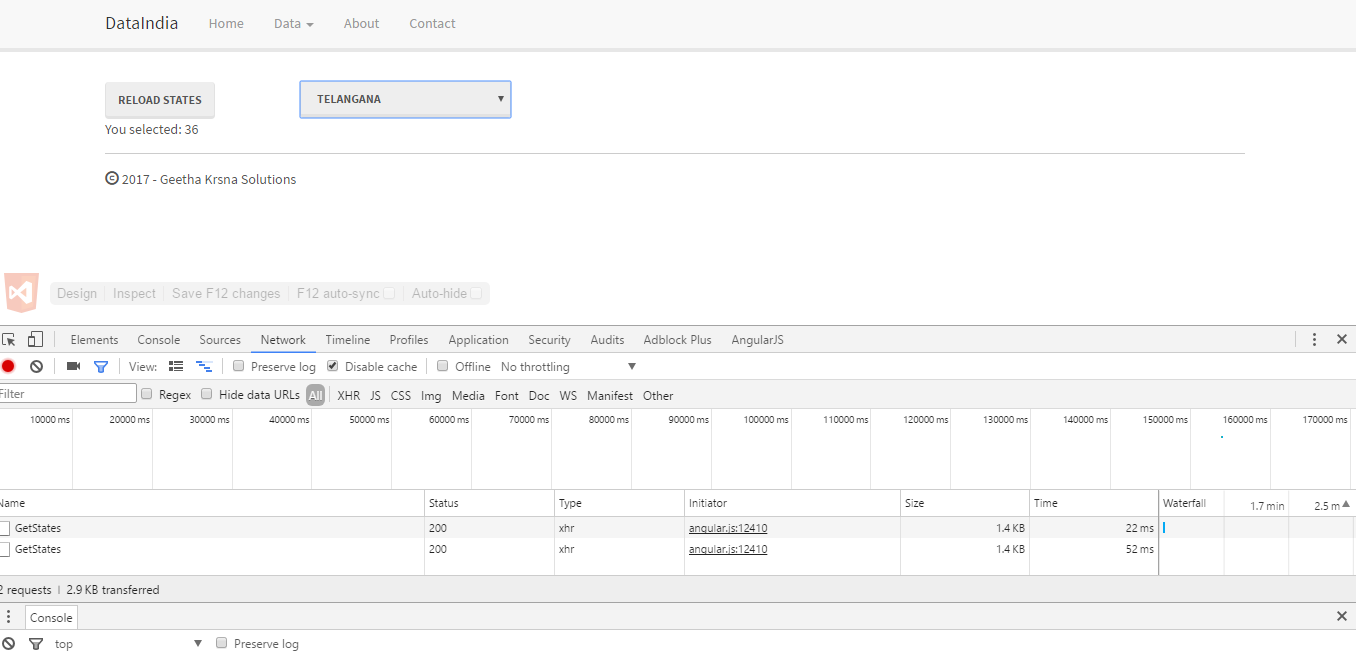 DataIndia Home Data About Contact
RELOAD STATES TELANGANA
You selected: 36
© 2017 - Geetha Krsna Solutions
Design Inspect Save F12 changes F12 auto-sync Auto-hide
Elements Console Sources Network Timeline Profiles Application Security Audits Adblock Plus AngularJS
View: Preserve log Disable cache Offline No throttling
Filter Regex Hide data URLs All XHR JS CSS Img Media Font Doc WS Manifest Other
10000 ms 20000 ms 30000 ms 40000 ms 50000 ms 60000 ms 70000 ms 80000 ms 90000 ms 100000 ms 110000 ms 120000 ms 130000 ms 140000 ms 150000 ms 160000 ms 170000 ms
Name Status Type Initiator Size Time Waterfall 1.7 min 2.5 m
GetStates 200 xhr angular.js:12410 1.4 KB 22 ms
GetStates 200 xhr angular.js:12410 1.4 KB 52 ms
2 requests | 2.9 KB transferred
Console
top Preserve log